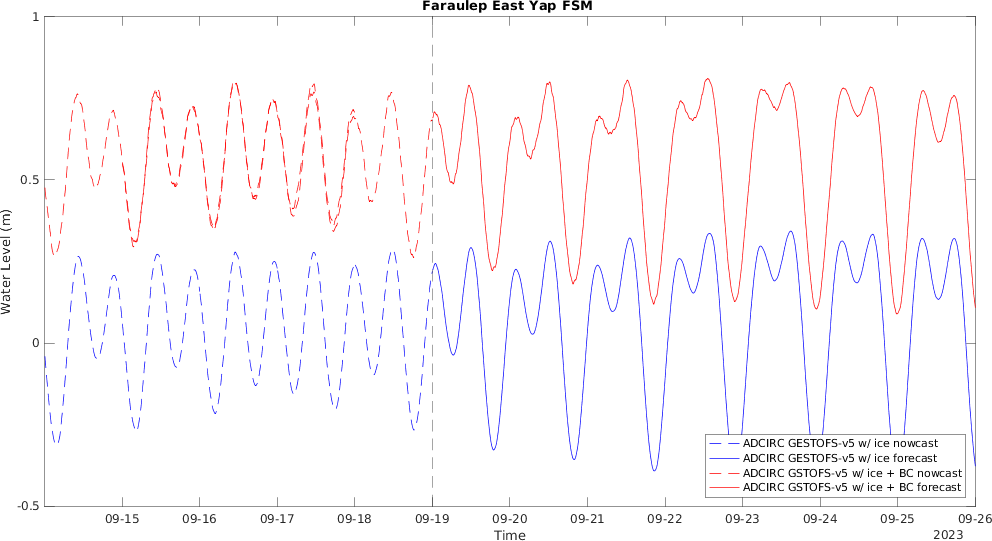 Faraulep East Yap FSM
1
0.5
0
-0.5
Water Level (m)
ADCIRC GESTOFS-v5 w/ ice nowcast
ADCIRC GESTOFS-v5 w/ ice forecast
ADCIRC GSTOFS-v5 w/ ice + BC nowcast
ADCIRC GSTOFS-v5 w/ ice + BC forecast
09-15 09-16 09-17 09-18 09-19 09-20 09-21 09-22 09-23 09-24 09-25 09-26
Time
2023